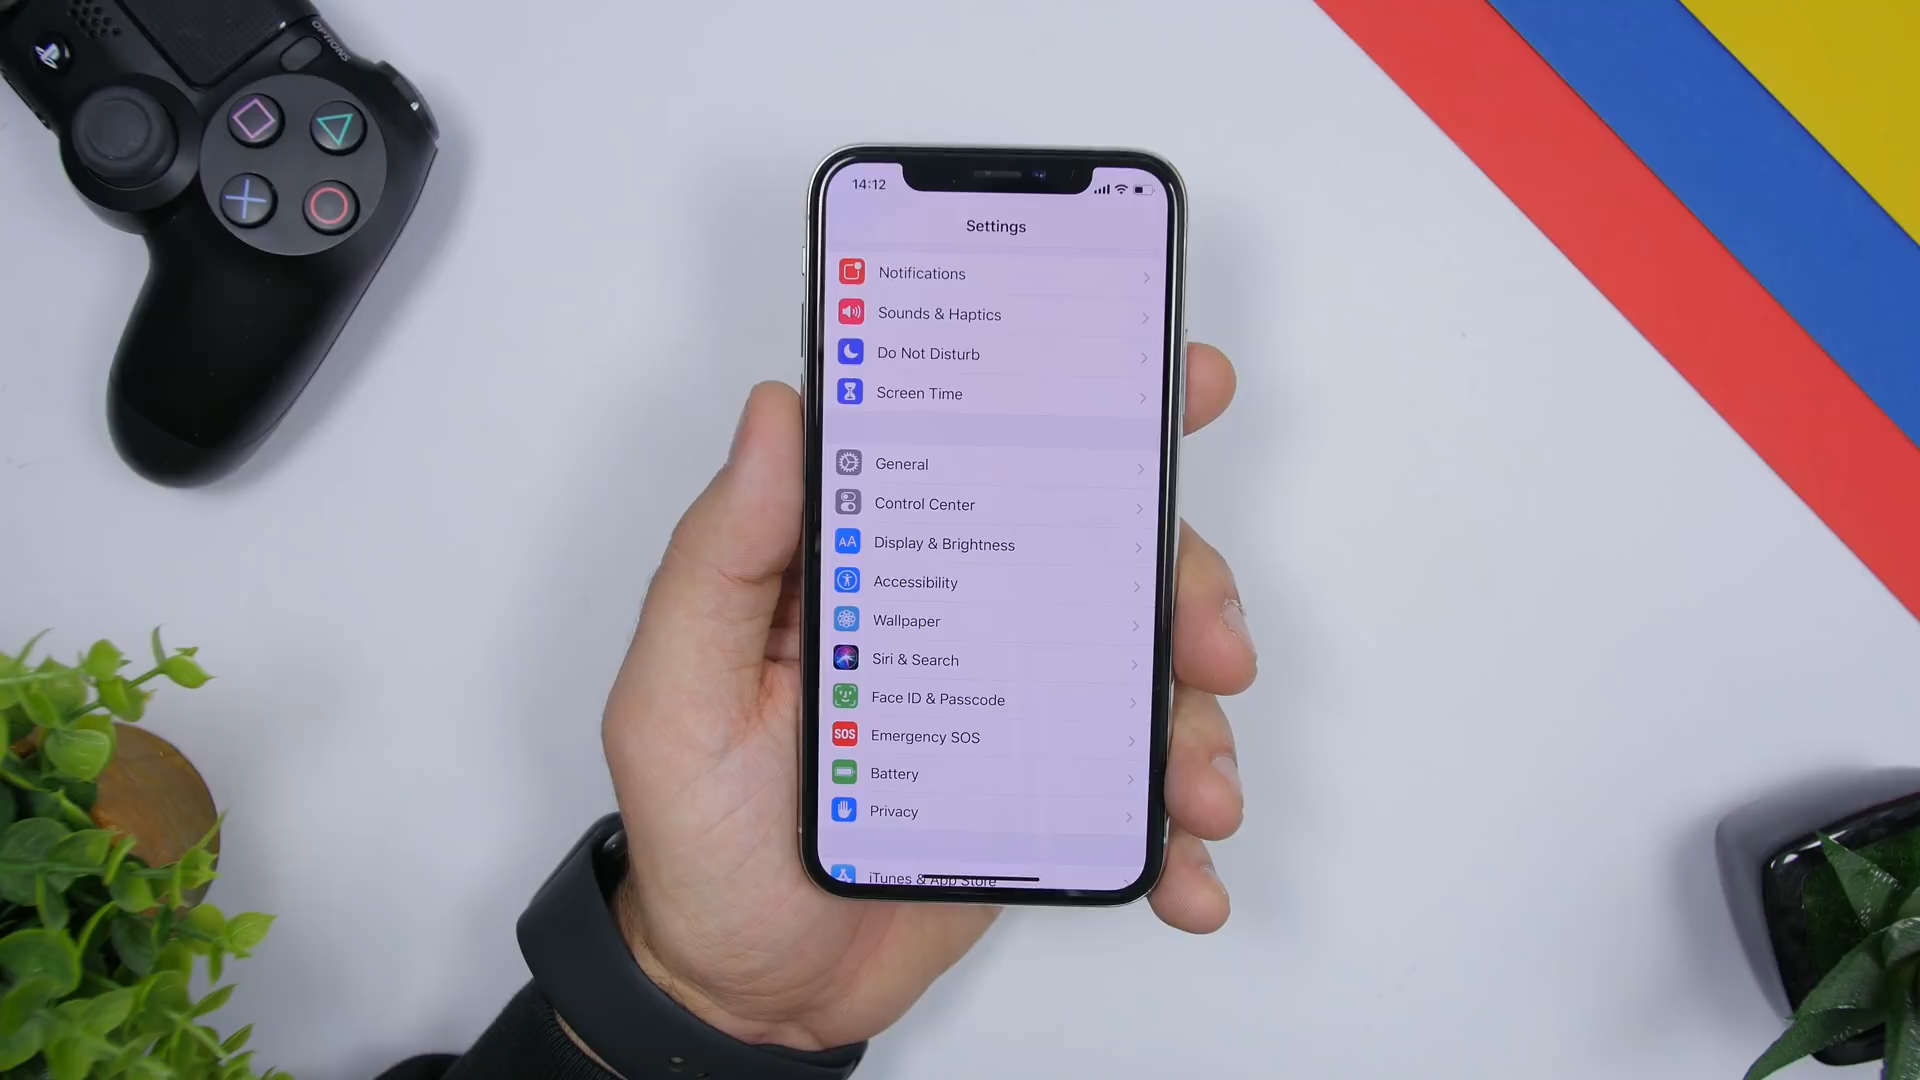 OPTIONS
14:12
Settings
Notifications
Sounds & Haptics
Do Not Disturb
Screen Time
General
Control Center
AA
Display & Brightness
Accessibility
Wallpaper
Siri & Search
Face ID & Passcode
SOS
Emergency SOS
Battery
Privacy
iTunes & App Store